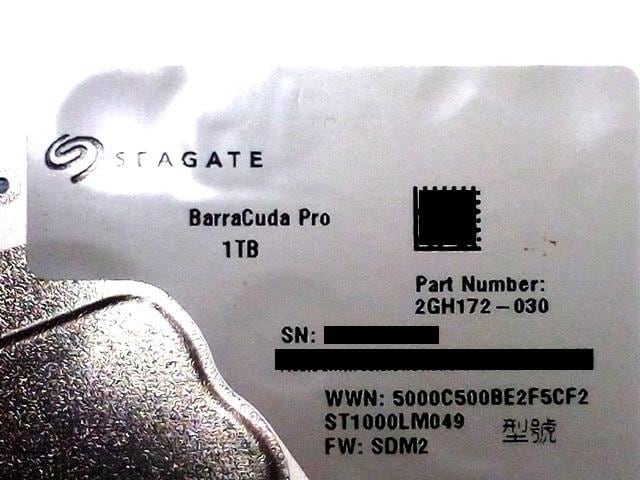 SEAGATE
BarraCuda Pro
1TB
Part Number:
2GH172-030
SN:
WWN: 5000C500BE2F5CF2
ST1000LM049 型號
FW: SDM2